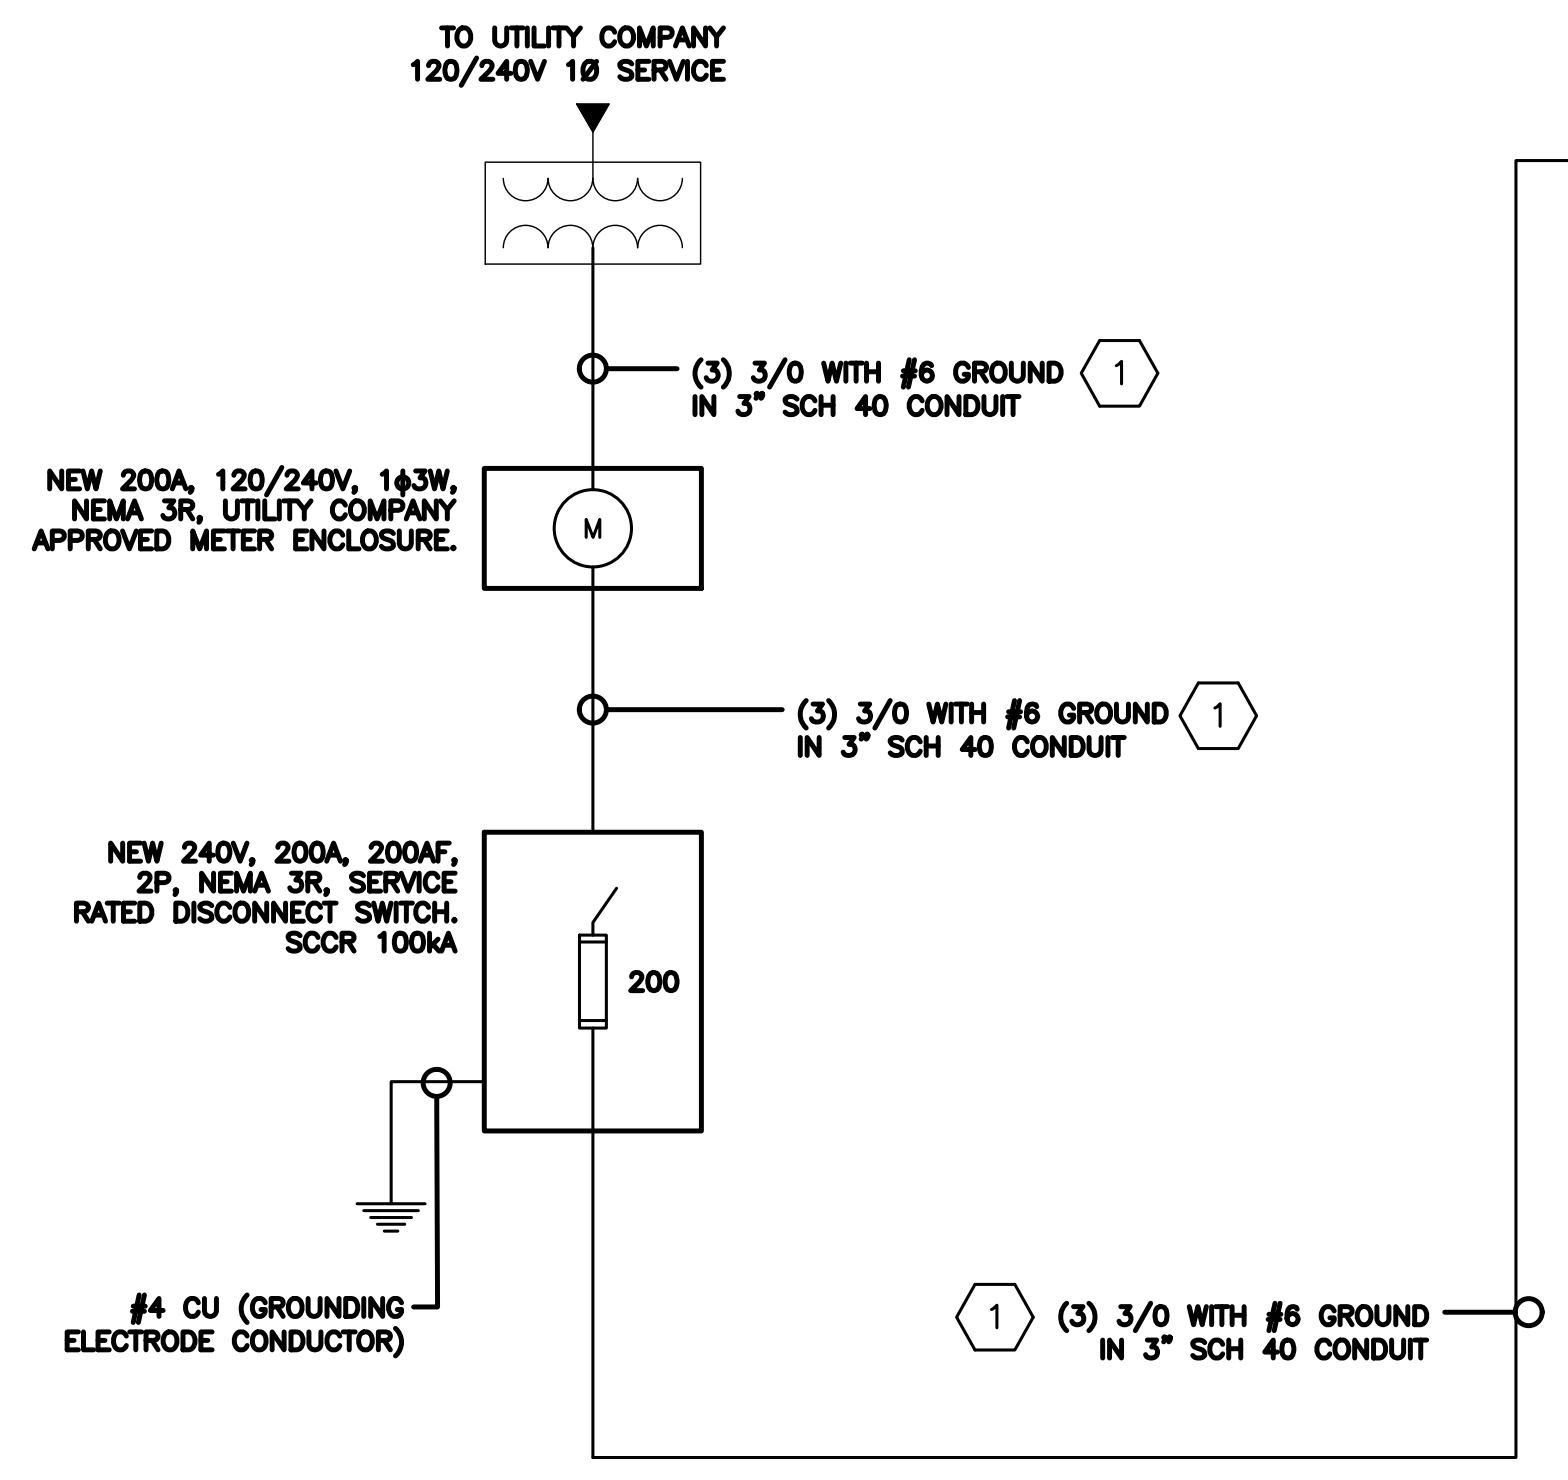 TO UTILITY COMPANY
120/240V 1Ø SERVICE
(3) 3/0 WITH #6 GROUND
IN 3" SCH 40 CONDUIT
1
NEW 200A, 120/240V, 1ϕ3W,
NEMA 3R, UTILITY COMPANY
APPROVED METER ENCLOSURE.
M
(3) 3/0 WITH #6 GROUND
IN 3" SCH 40 CONDUIT
1
NEW 240V, 200A, 200AF,
2P, NEMA 3R, SERVICE
RATED DISCONNECT SWITCH.
SCCR 100kA
200
#4 CU (GROUNDING
ELECTRODE CONDUCTOR)
1
(3) 3/0 WITH #6 GROUND
IN 3" SCH 40 CONDUIT